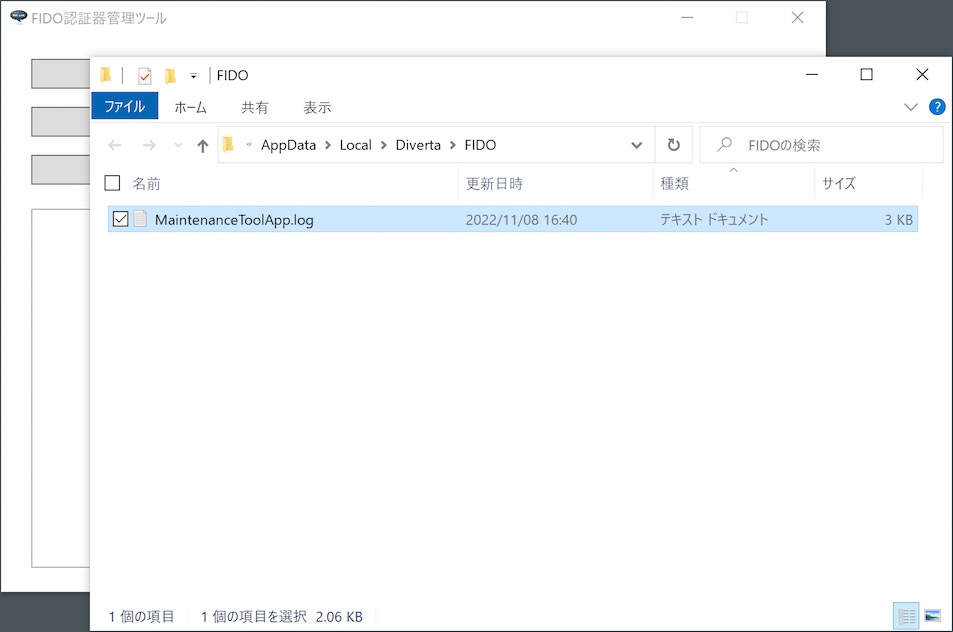 FIDO認証器管理ツール
FIDO
ファイル ホーム 共有 表示 ?
« AppData > Local > Diverta > FIDO FIDOの検索
名前 更新日時 種類 サイズ
MaintenanceToolApp.log 2022/11/08 16:40 テキスト ドキュメント 3 KB
1 個の項目 1 個の項目を選択 2.06 KB